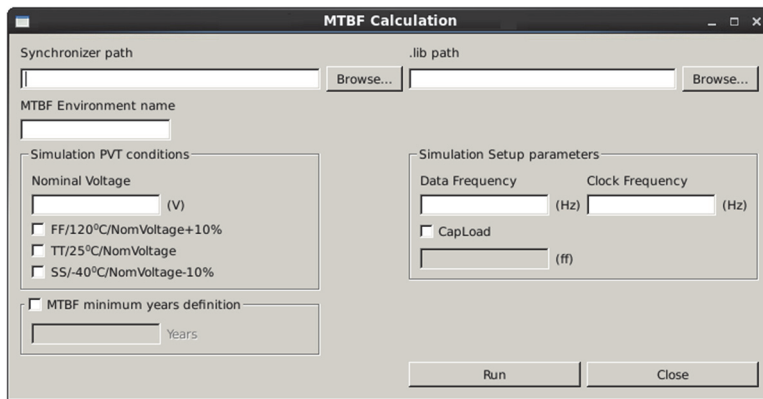 MTBF Calculation
Synchronizer path .lib path
Browse... Browse...
MTBF Environment name
Simulation PVT conditions Simulation Setup parameters
Nominal Voltage Data Frequency Clock Frequency
(V) (Hz) (Hz)
FF/120⁰C/NomVoltage+10% CapLoad
TT/25⁰C/NomVoltage (ff)
SS/-40⁰C/NomVoltage-10%
MTBF minimum years definition
Years
Run Close